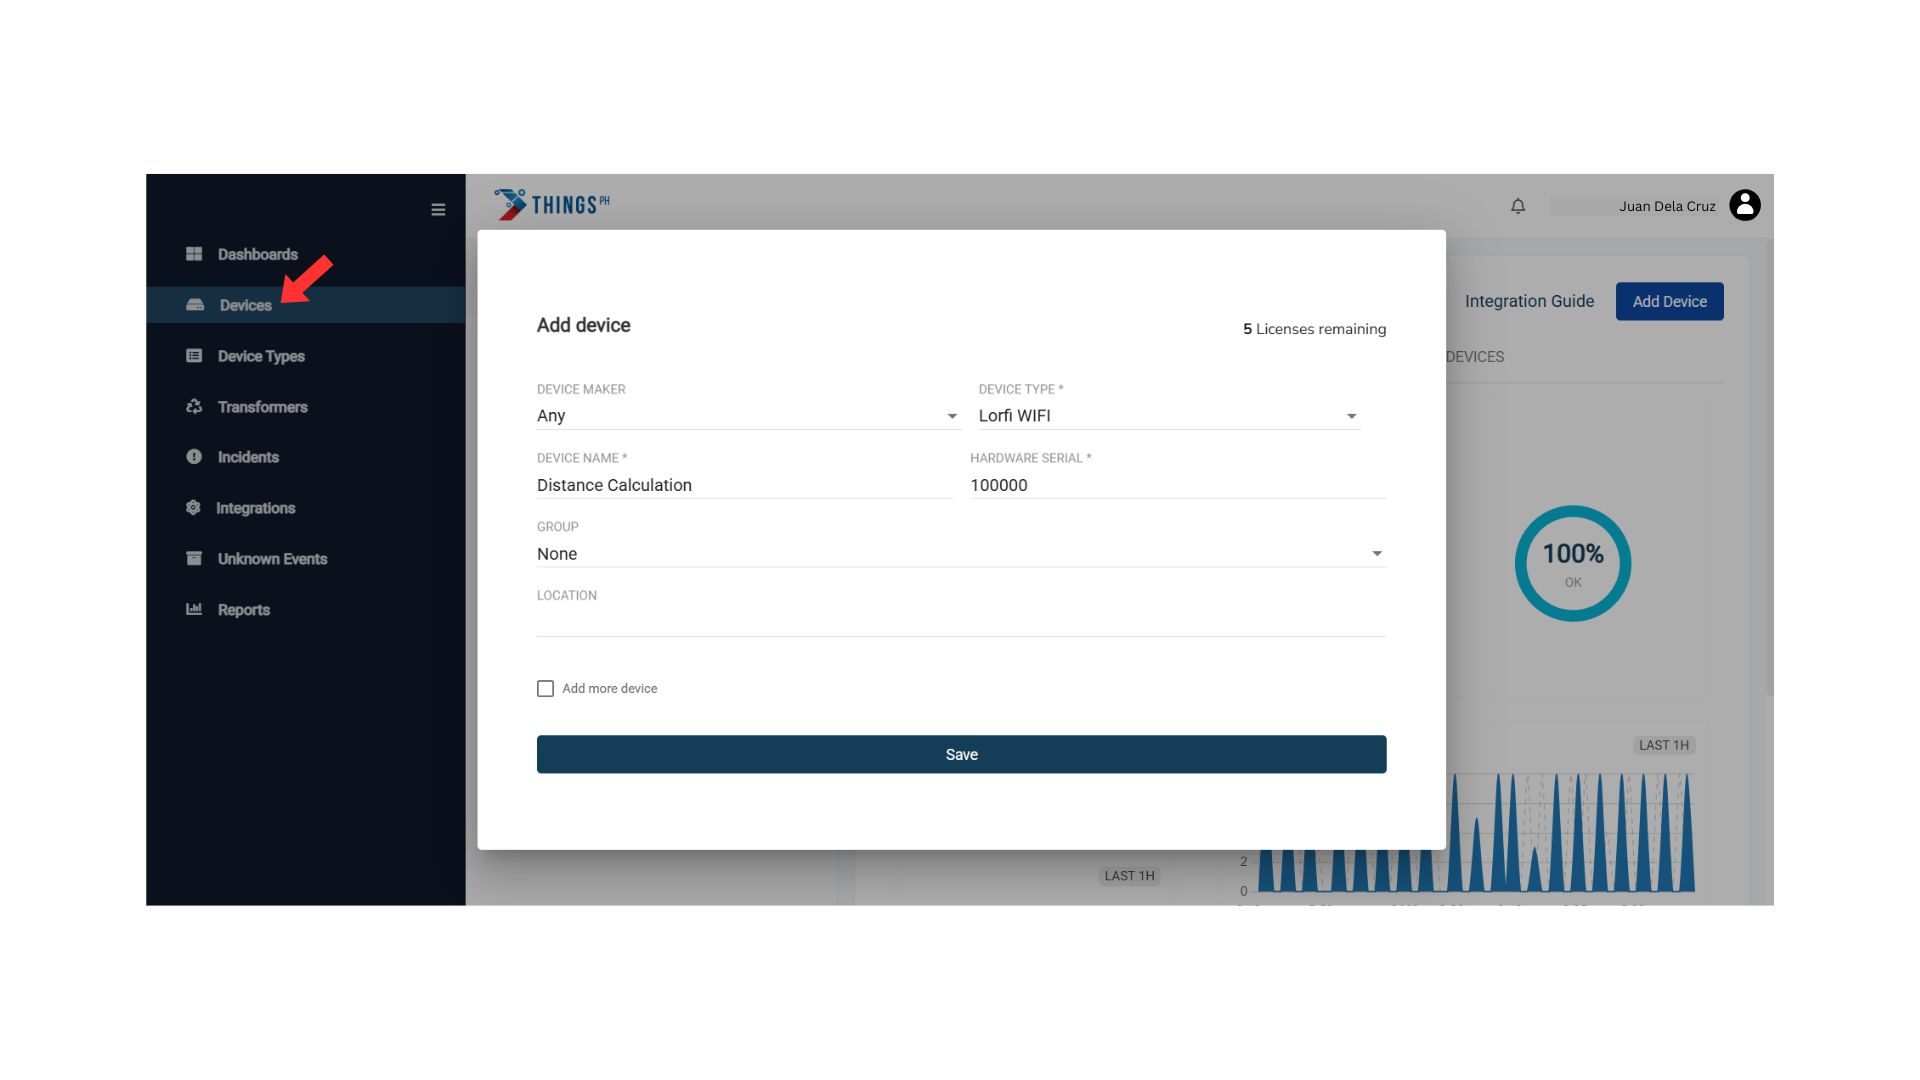 THINGS PH
Juan Dela Cruz
Dashboards
Devices
Device Types
Transformers
Incidents
Integrations
Unknown Events
Reports
Integration Guide
Add Device
DEVICES
Add device
5 Licenses remaining
DEVICE MAKER
DEVICE TYPE *
Any
Lorfi WIFI
DEVICE NAME *
HARDWARE SERIAL *
Distance Calculation
100000
GROUP
None
LOCATION
Add more device
Save
100%
OK
LAST 1H
LAST 1H
2
0